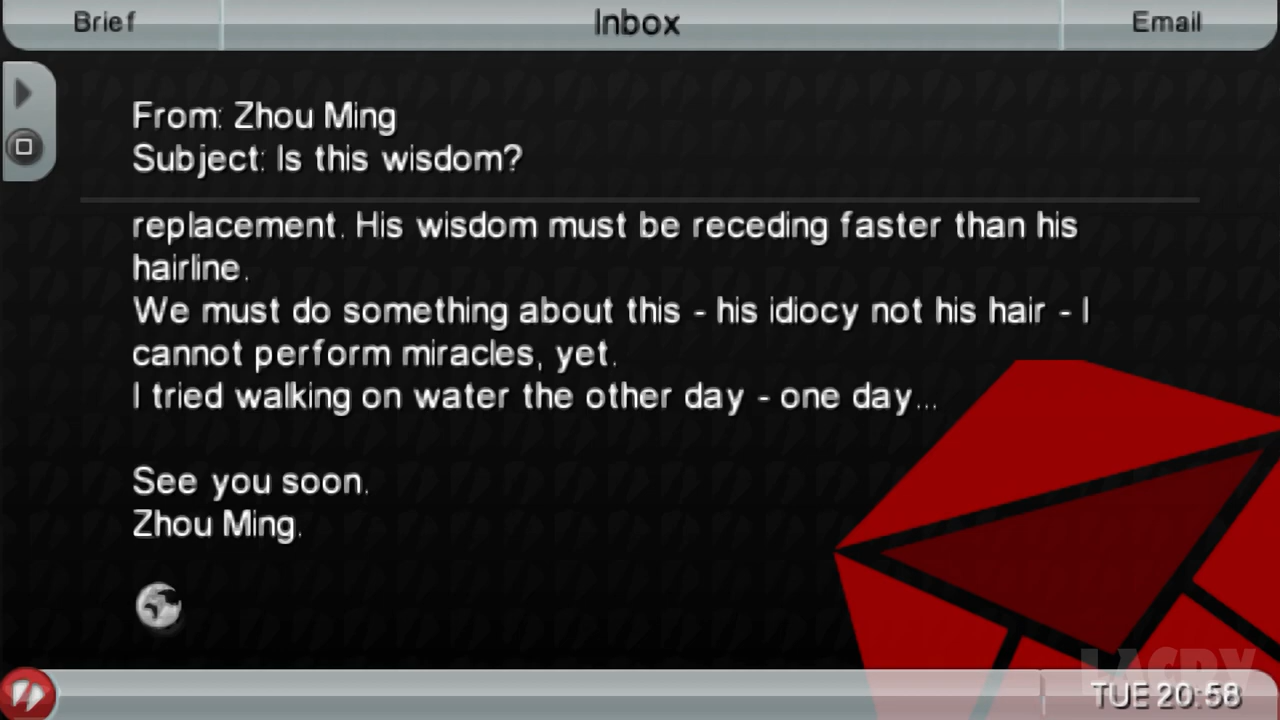 Brief
Inbox
Email
From: Zhou Ming
Subject: Is this wisdom?
replacement. His wisdom must be receding faster than his
hairline.
We must do something about this - his idiocy not his hair - I
cannot perform miracles, yet.
I tried walking on water the other day - one day...
See you soon.
Zhou Ming.
TUE 20:58